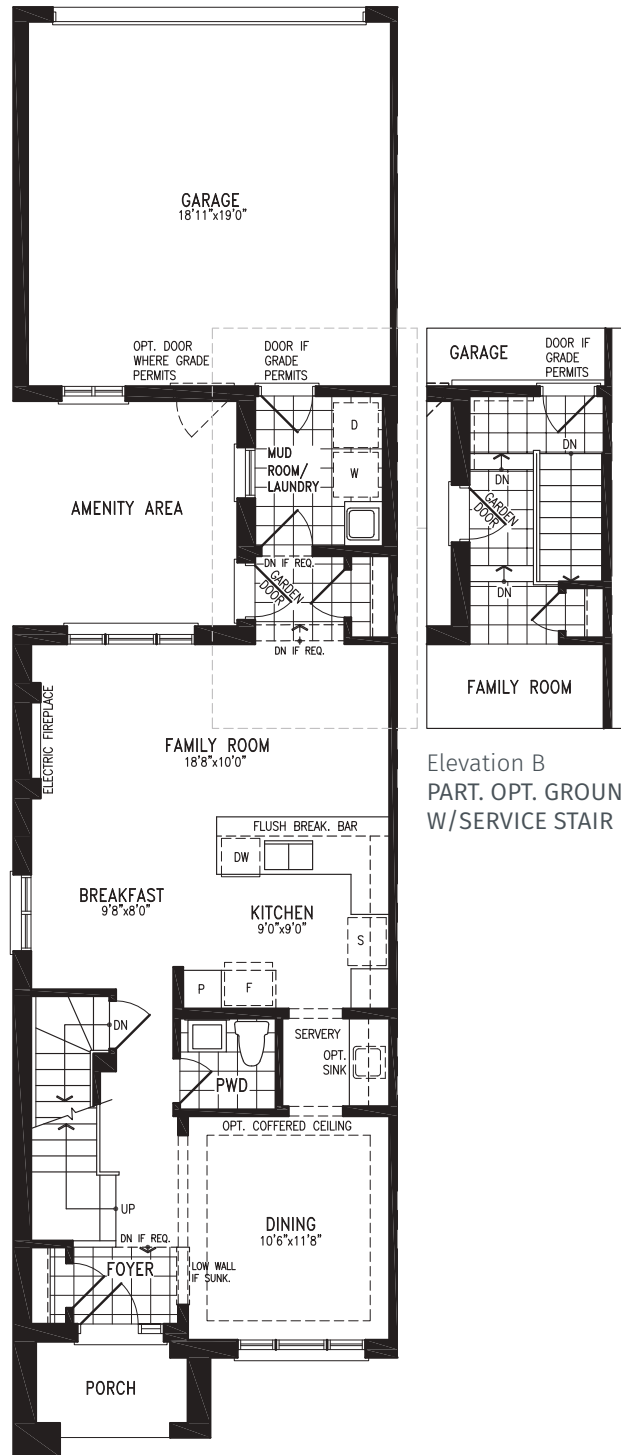 GARAGE
18'11"x19'0"
OPT. DOOR
WHERE GRADE
PERMITS
DOOR IF
GRADE
PERMITS
D
MUD
ROOM/
LAUNDRY
W
AMENITY AREA
DN IF REQ.
GARDEN
DOOR
DN IF REQ.
ELECTRIC FIREPLACE
FAMILY ROOM
18'8"x10'0"
FLUSH BREAK. BAR
DW
BREAKFAST
9'8"x8'0"
KITCHEN
9'0"x9'0"
S
P
F
DN
SERVERY
OPT.
SINK
PWD
OPT. COFFERED CEILING
UP
DINING
10'6"x11'8"
DN IF REQ.
FOYER
LOW WALL
IF SUNK.
PORCH
GARAGE
DOOR IF
GRADE
PERMITS
DN
DN
GARDEN
DOOR
DN
FAMILY ROOM
Elevation B
PART. OPT. GROUN
W/SERVICE STAIR